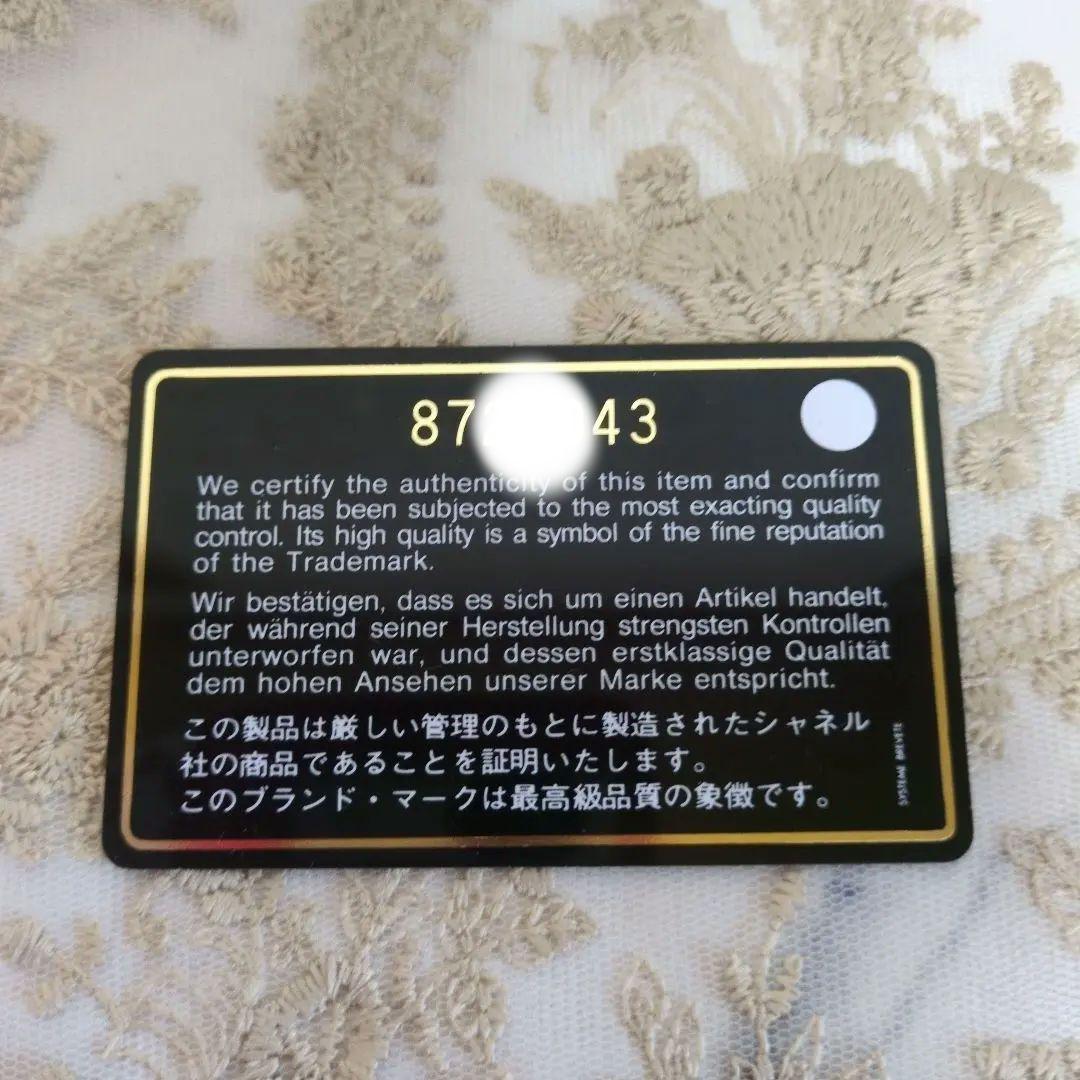 87 43
We certify the authenticity of this item and confirm
that it has been subjected to the most exacting quality
control. Its high quality is a symbol of the fine reputation
of the Trademark.
Wir bestätigen, dass es sich um einen Artikel handelt,
der während seiner Herstellung strengsten Kontrollen
unterworfen war, und dessen erstklassige Qualität
dem hohen Ansehen unserer Marke entspricht.
この製品は厳しい管理のもとに製造されたシャネル
社の商品であることを証明いたします。
このブランド・マークは最高級品質の象徴です。
SYSTEME BREVETE